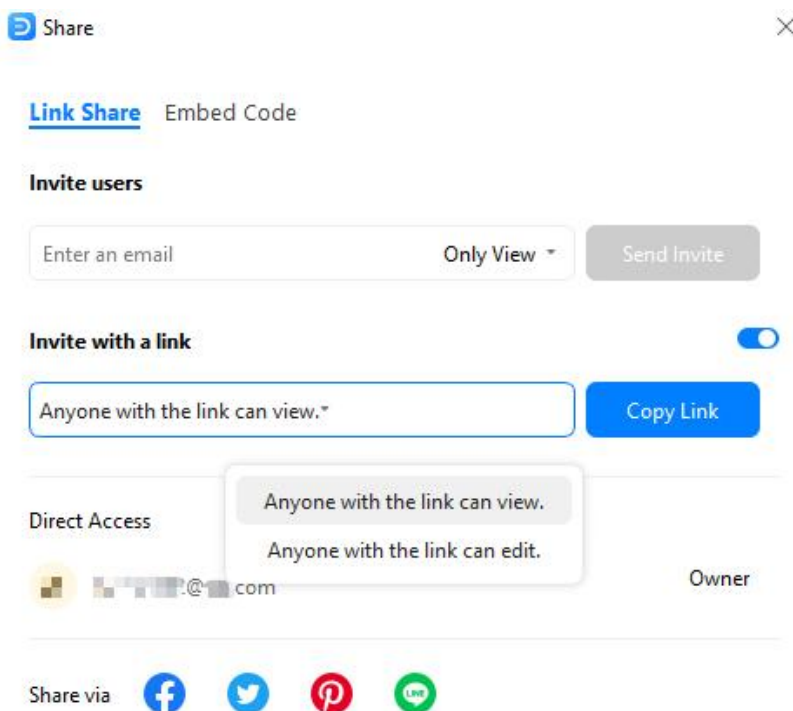 Share
Link Share Embed Code
Invite users
Enter an email Only View Send Invite
Invite with a link
Anyone with the link can view. Copy Link
Anyone with the link can view.
Direct Access
Anyone with the link can edit.
@ .com Owner
Share via LINE